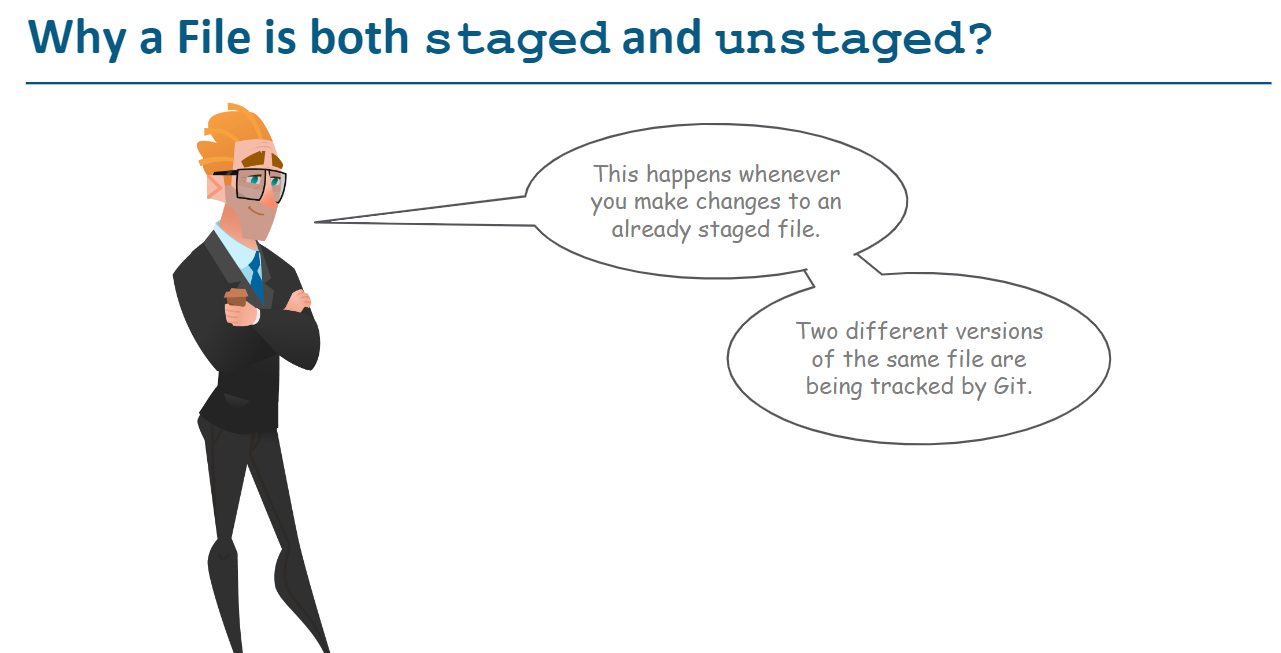 Why a File is both staged and unstaged?
This happens whenever
you make changes to an
already staged file.
Two different versions
of the same file are
being tracked by Git.